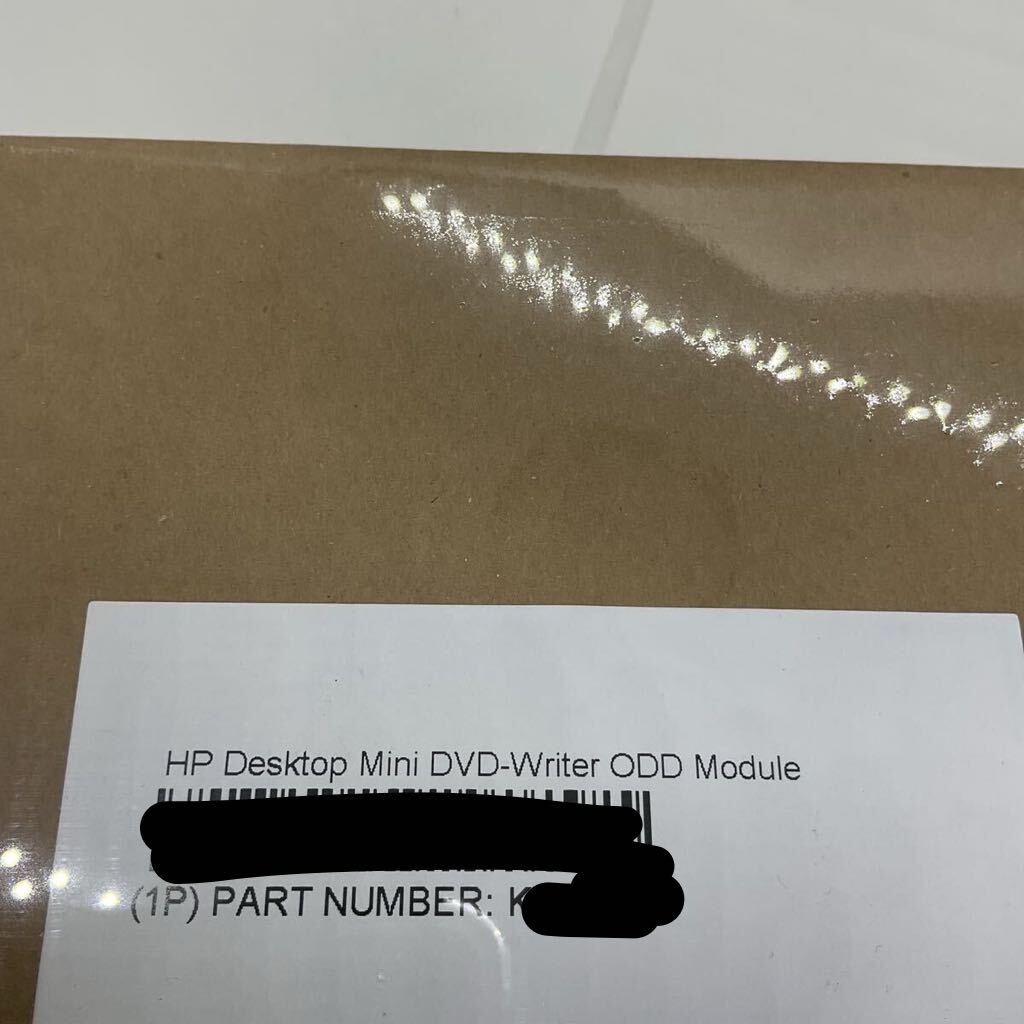 HP Desktop Mini DVD-Writer ODD Module
(1P) PART NUMBER: K